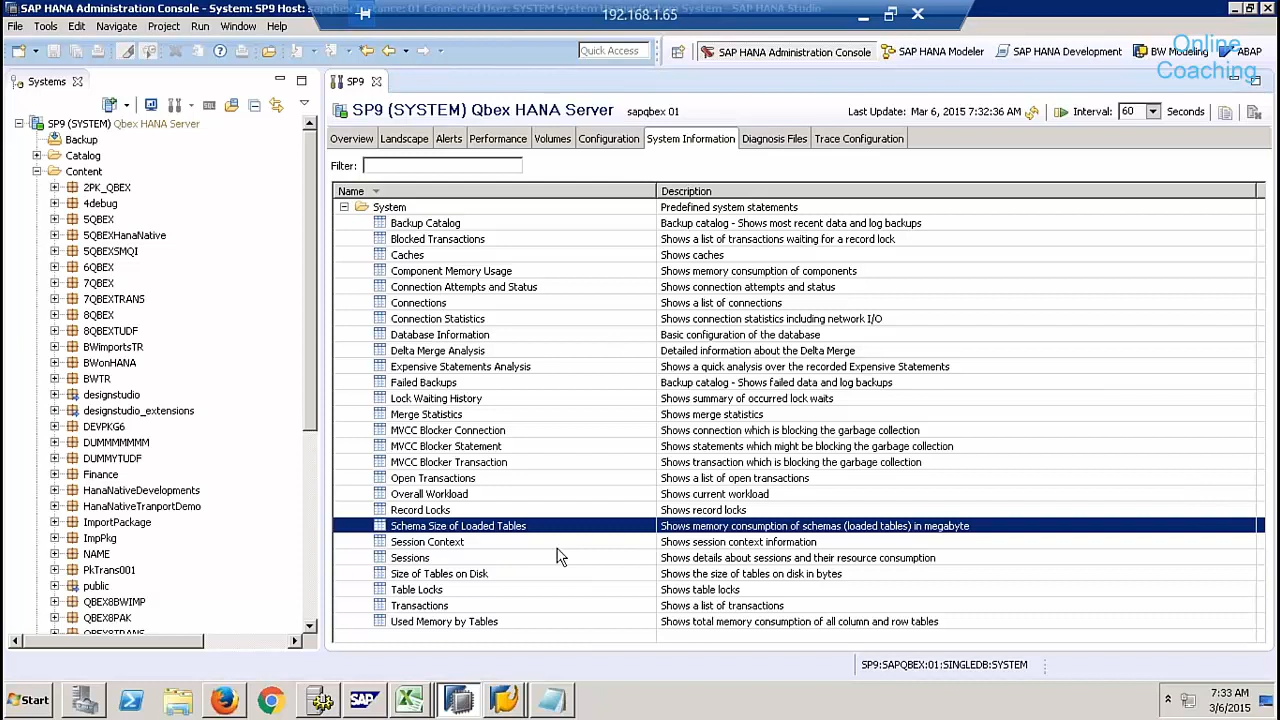 SAP HANA Administration Console - System: SP9 Host:
192.168.1.65
File Tools Edit Navigate Project Run Window Help
Quick Access
SAP HANA Administration Console
SAP HANA Modeler
SAP HANA Development
BW Modeling
ABAP
Online
Coaching
Systems
SP9
SP9 (SYSTEM) Qbex HANA Server
Backup
Catalog
Content
2PK_QBEX
4debug
5QBEX
5QBEXHanaNative
5QBEXSMQI
6QBEX
7QBEX
7QBEXTRANS
8QBEX
8QBEXTUDF
BWimportsTR
BWonHANA
BWTR
designstudio
designstudio_extensions
DEVPKG6
DUMMMMMM
DUMMYTUDF
Finance
HanaNativeDevelopments
HanaNativeTranportDemo
ImportPackage
ImpPkg
NAME
PkTrans001
public
QBEX8BWIMP
QBEX8PAK
QBEX8TRANS
SP9 (SYSTEM) Qbex HANA Server sapqbex 01
Last Update: Mar 6, 2015 7:32:36 AM Interval: 60 Seconds
Overview Landscape Alerts Performance Volumes Configuration System Information Diagnosis Files Trace Configuration
Filter:
Name Description
System Predefined system statements
Backup Catalog Backup catalog - Shows most recent data and log backups
Blocked Transactions Shows a list of transactions waiting for a record lock
Caches Shows caches
Component Memory Usage Shows memory consumption of components
Connection Attempts and Status Shows connection attempts and status
Connections Shows a list of connections
Connection Statistics Shows connection statistics including network I/O
Database Information Basic configuration of the database
Delta Merge Analysis Detailed information about the Delta Merge
Expensive Statements Analysis Shows a quick analysis over the recorded Expensive Statements
Failed Backups Backup catalog - Shows failed data and log backups
Lock Waiting History Shows summary of occurred lock waits
Merge Statistics Shows merge statistics
MVCC Blocker Connection Shows connection which is blocking the garbage collection
MVCC Blocker Statement Shows statements which might be blocking the garbage collection
MVCC Blocker Transaction Shows transaction which is blocking the garbage collection
Open Transactions Shows a list of open transactions
Overall Workload Shows current workload
Record Locks Shows record locks
Schema Size of Loaded Tables Shows memory consumption of schemas (loaded tables) in megabyte
Session Context Shows session context information
Sessions Shows details about sessions and their resource consumption
Size of Tables on Disk Shows the size of tables on disk in bytes
Table Locks Shows table locks
Transactions Shows a list of transactions
Used Memory by Tables Shows total memory consumption of all column and row tables
SP9:SAPQBEX:01:SINGLEDB:SYSTEM
Start
SAP
7:33 AM
3/6/2015